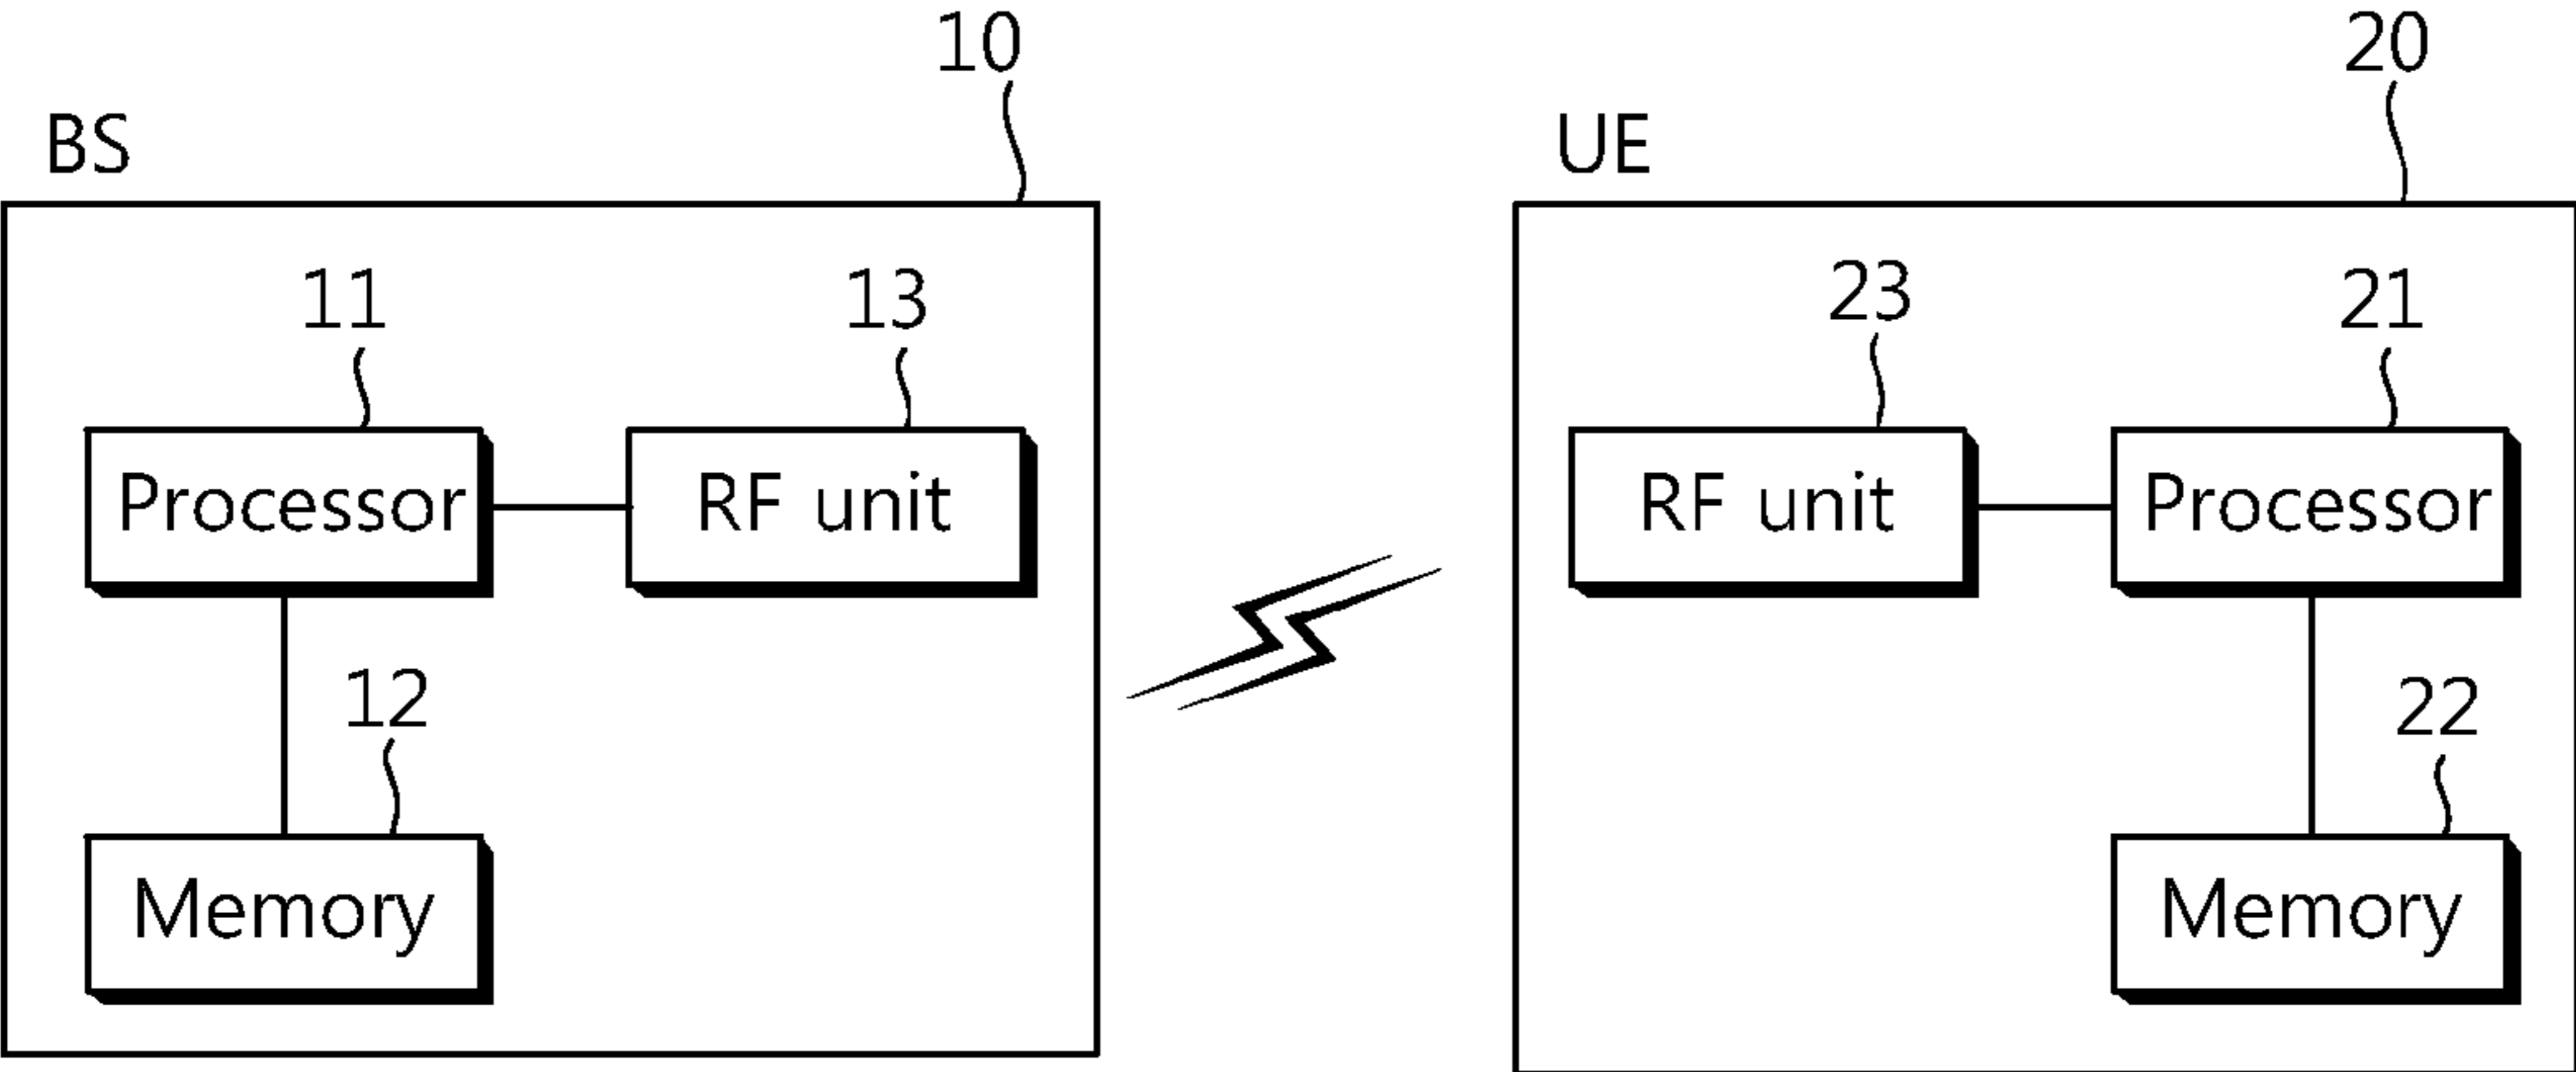 10
20
BS
UE
11
13
23
21
Processor
RF unit
RF unit
Processor
12
22
Memory
Memory